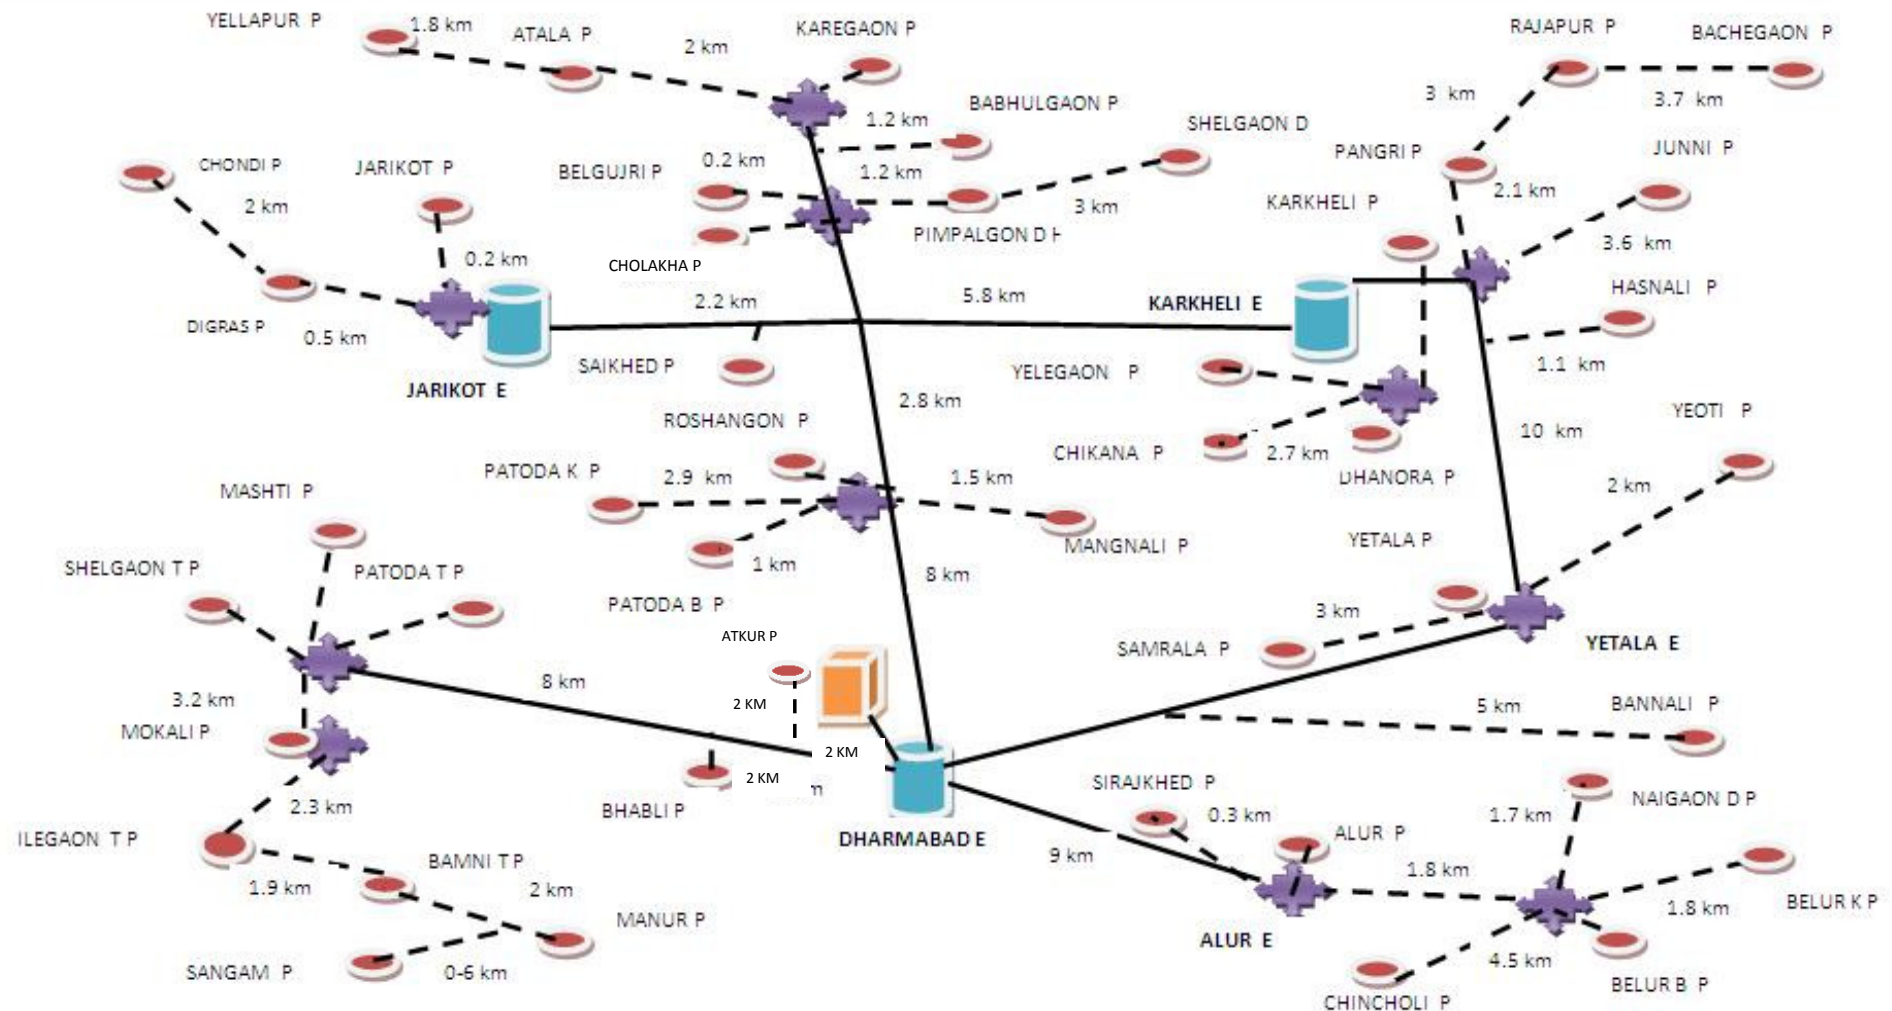 YELLAPUR P
1.8 km
ATALA P
2 km
KAREGAON P
RAJAPUR P
BACHEGAON P
3 km
3.7 km
1.2 km
BABHULGAON P
SHELGAON D
PANGRI P
JUNNI P
CHONDI P
JARIKOT P
BELGUJRI P
0.2 km
1.2 km
2.1 km
2 km
3 km
KARKHELI P
PIMPALGON D
3.6 km
0.2 km
CHOLAKHA P
HASNALI P
2.2 km
5.8 km
KARKHELI E
DIGRAS P
0.5 km
SAIKHED P
YELEGAON P
1.1 km
JARIKOT E
2.8 km
YEOTI P
ROSHANGON P
10 km
CHIKANA P
2.7 km
DHANORA P
PATODA K P
2.9 km
1.5 km
2 km
MASHTI P
MANGNALI P
YETALA P
SHELGAON T P
PATODA T P
1 km
8 km
PATODA B P
3 km
ATKUR P
SAMRALA P
YETALA E
3.2 km
8 km
2 KM
5 km
BANNALI P
MOKALI P
2 KM
2 KM
m
SIRAJKHED P
NAIGAON D P
2.3 km
BHABLI P
0.3 km
1.7 km
ILEGAON T P
DHARMABAD E
ALUR P
9 km
BAMNI T P
1.8 km
1.9 km
2 km
BELUR K P
1.8 km
MANUR P
ALUR E
SANGAM P
0-6 km
4.5 km
BELUR B P
CHINCHOLI P